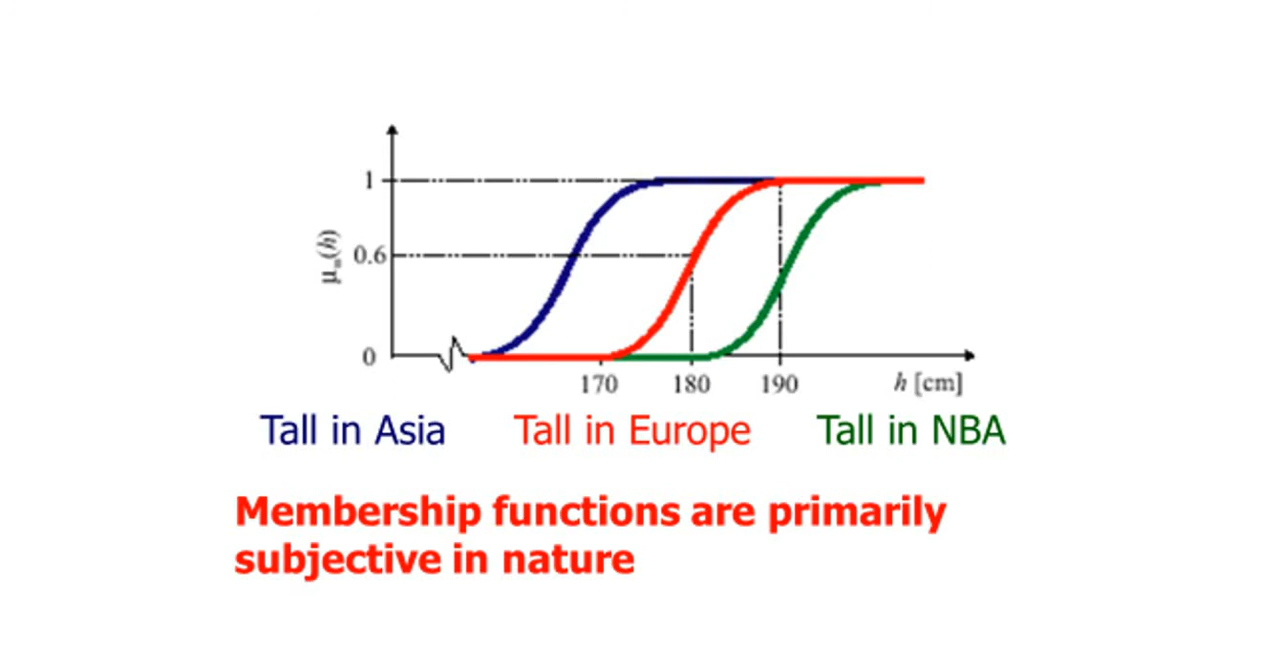 1
μ_n(h)
0.6
0
170 180 190 h [cm]
Tall in Asia Tall in Europe Tall in NBA
Membership functions are primarily
subjective in nature